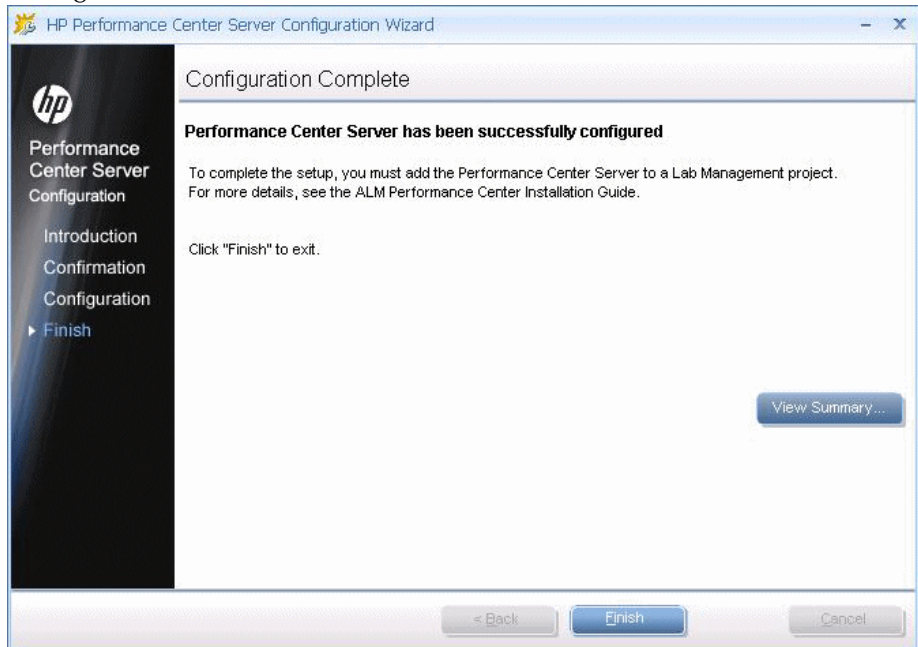 HP Performance Center Server Configuration Wizard
hp
Performance
Center Server
Configuration
Introduction
Confirmation
Configuration
Finish
Configuration Complete
Performance Center Server has been successfully configured
To complete the setup, you must add the Performance Center Server to a Lab Management project.
For more details, see the ALM Performance Center Installation Guide.
Click "Finish" to exit.
View Summary...
< Back
Finish
Cancel